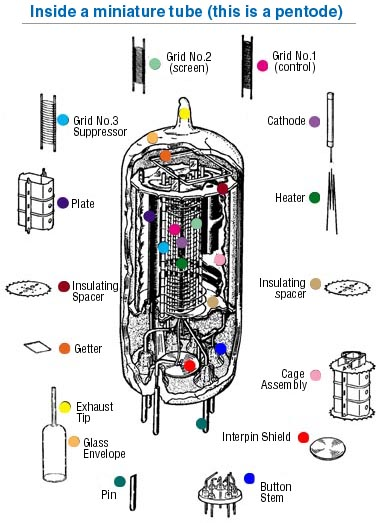 Inside a miniature tube (this is a pentode)
Grid No.2
(screen)
Grid No.1
(control)
Grid No.3
Suppressor
Cathode
Plate
Heater
Insulating
Spacer
Insulating
spacer
Getter
Cage
Assembly
Exhaust
Tip
Glass
Envelope
Interpin Shield
Pin
Button
Stem